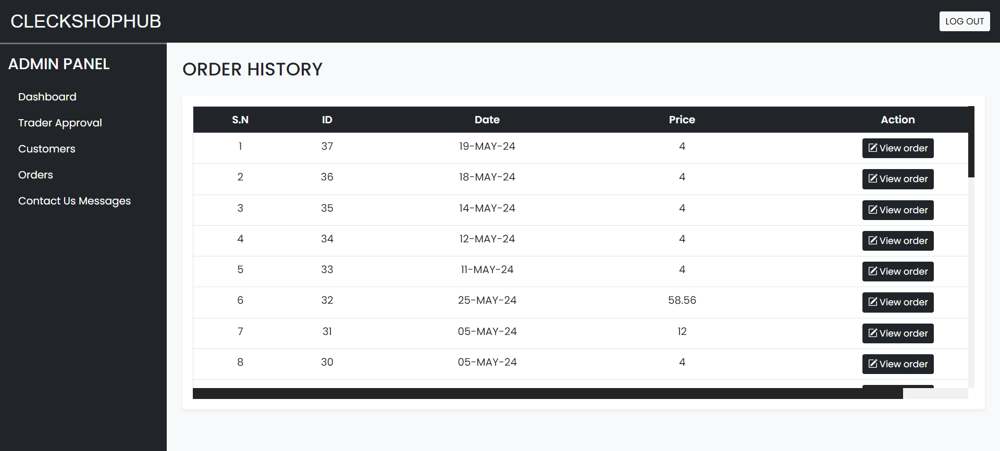 CLECKSHOPHUB
LOG OUT
ADMIN PANEL
Dashboard
Trader Approval
Customers
Orders
Contact Us Messages
ORDER HISTORY
S.N ID Date Price Action
1 37 19-MAY-24 4 View order
2 36 18-MAY-24 4 View order
3 35 14-MAY-24 4 View order
4 34 12-MAY-24 4 View order
5 33 11-MAY-24 4 View order
6 32 25-MAY-24 58.56 View order
7 31 05-MAY-24 12 View order
8 30 05-MAY-24 4 View order